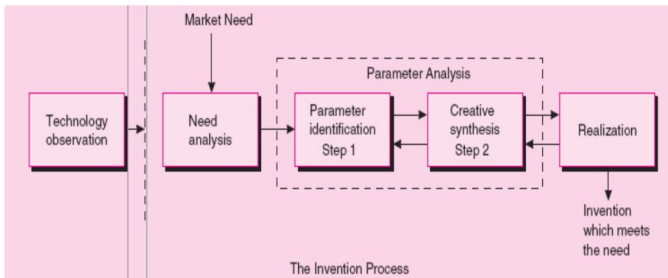 Market Need
Parameter Analysis
Technology
observation
Need
analysis
Parameter
identification
Step 1
Creative
synthesis
Step 2
Realization
Invention
which meets
the need
The Invention Process